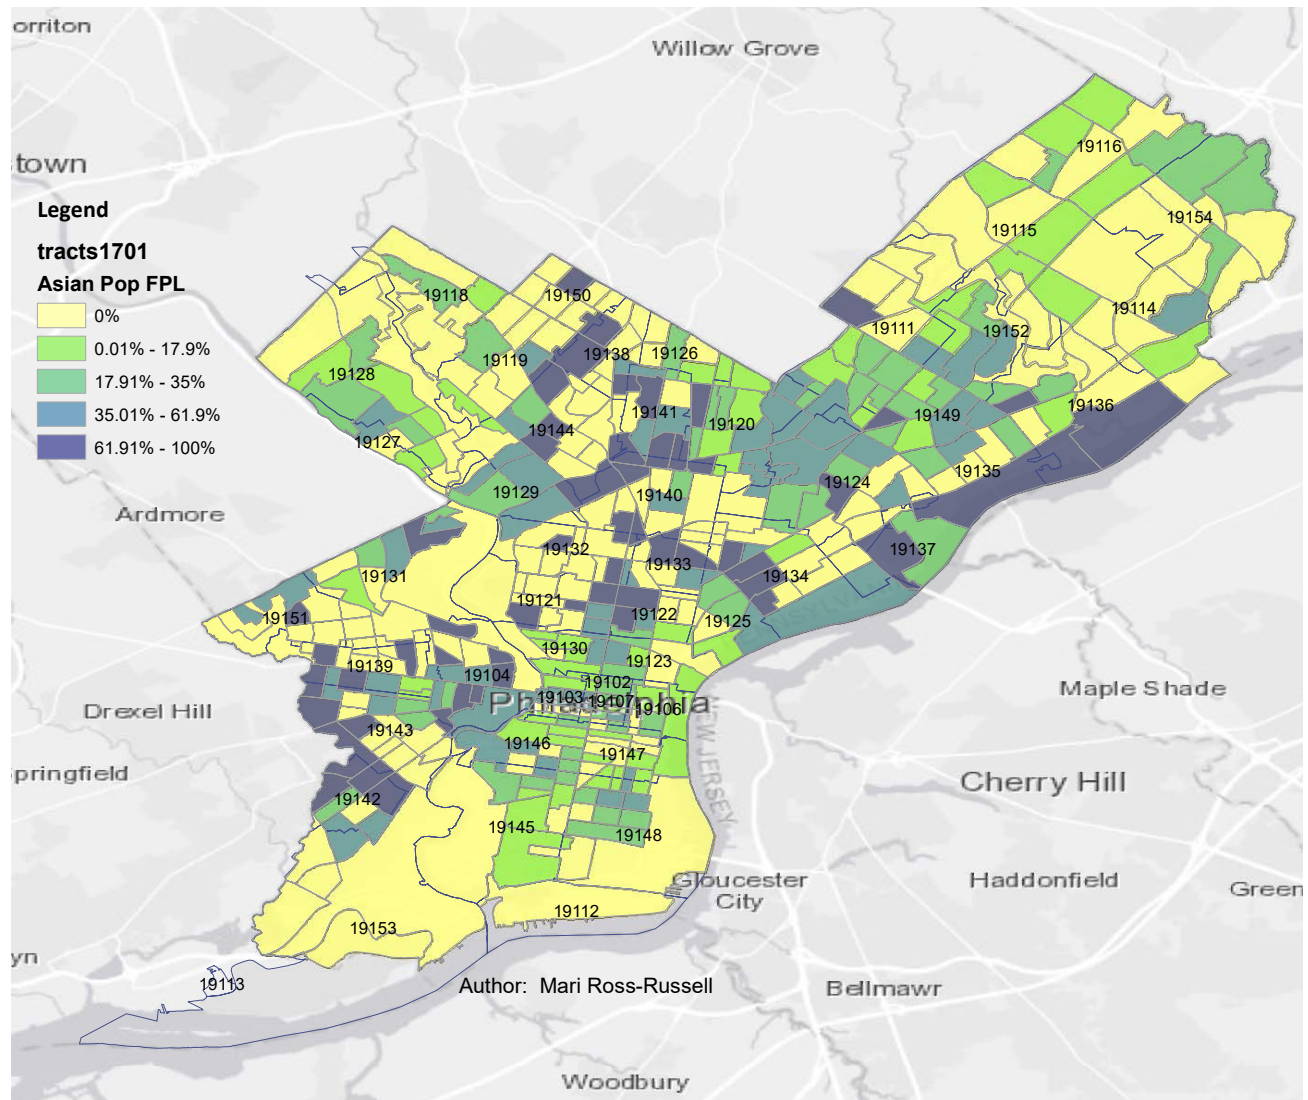 orriton
Willow Grove
town
Legend
tracts1701
Asian Pop FPL
0%
0.01% - 17.9%
17.91% - 35%
35.01% - 61.9%
61.91% - 100%
19116
19154
19115
19118
19150
19114
19111
19152
19138
19126
19119
19128
19136
19141
19149
19120
19144
19127
19135
19124
19129
19140
Ardmore
19132
19137
19133
19131
19134
19121
19122
19151
19125
PENNSYLVANIA
19130
19123
19139
19104
19102
Maple Shade
19103
19107
Philadelphia
19106
Drexel Hill
NEW JERSEY
19143
19146
19147
pringfield
Cherry Hill
19142
19145
19148
Gloucester
City
Haddonfield
Green
19112
19153
yn
19113
Author: Mari Ross-Russell
Bellmawr
Woodbury